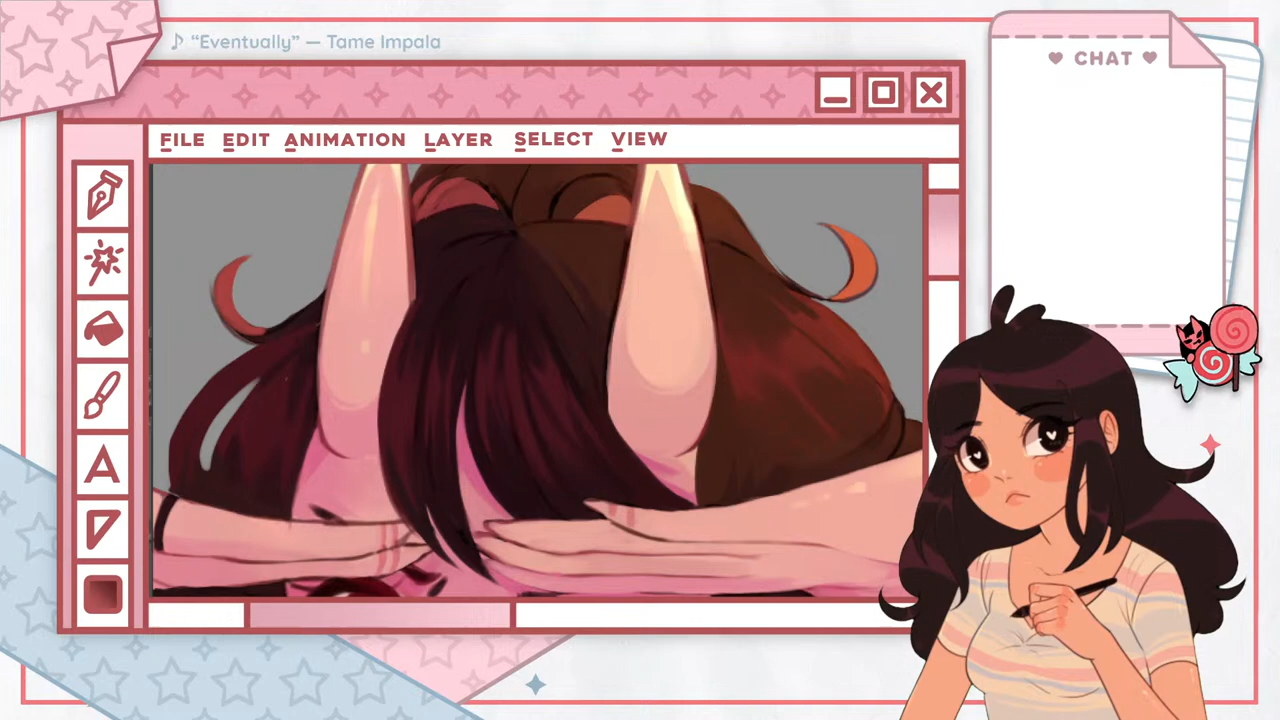 ♪ “Eventually” — Tame Impala
♥ CHAT ♥
FILE EDIT ANIMATION LAYER SELECT VIEW
A